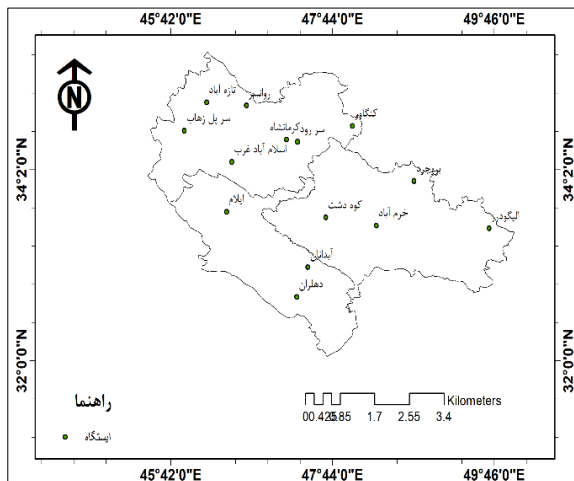 45°42'0"E 47°44'0"E 49°46'0"E
34°2'0"N 34°2'0"N
32°0'0"N 32°0'0"N
N
تازه آباد
روانسر
سر پل زهاب
کنگاور
سر رودکرمانشاه
اسلام آباد غرب
بروجرد
ایلام
کوه دشت
خرم آباد
الیگودرز
آبدانان
دهلران
راهنما
ایستگاه
Kilometers
00.4250.85 1.7 2.55 3.4
45°42'0"E 47°44'0"E 49°46'0"E